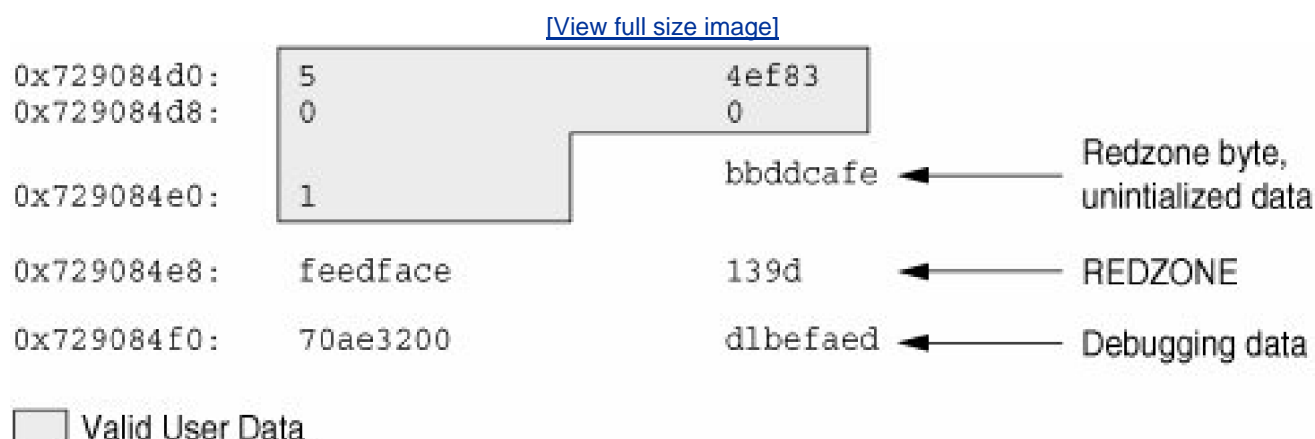 [View full size image]
0x729084d0: 5 4ef83
0x729084d8: 0 0
0x729084e0: 1 bbddcafe Redzone byte,
unintialized data
0x729084e8: feedface 139d REDZONE
0x729084f0: 70ae3200 dlbefaed Debugging data
Valid User Data